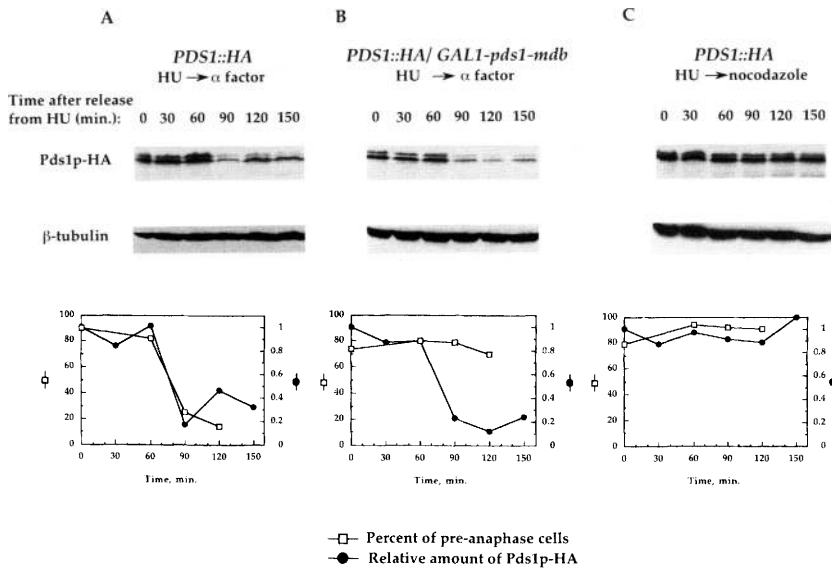 A
B
C
PDS1::HA
HU → α factor
PDS1::HA/ GAL1-pds1-mdb
HU → α factor
PDS1::HA
HU → nocodazole
Time after release
from HU (min.):
0 30 60 90 120 150
0 30 60 90 120 150
0 30 60 90 120 150
Pds1p-HA
β-tubulin
100
80
60
40
20
0
1
0.8
0.6
0.4
0.2
0
0 30 60 90 120 150
Time, min.
100
80
60
40
20
0
1
0.8
0.6
0.4
0.2
0
0 30 60 90 120 150
Time, min.
100
80
60
40
20
0
1
0.8
0.6
0.4
0.2
0
0 30 60 90 120 150
Time, min.
Percent of pre-anaphase cells
Relative amount of Pds1p-HA